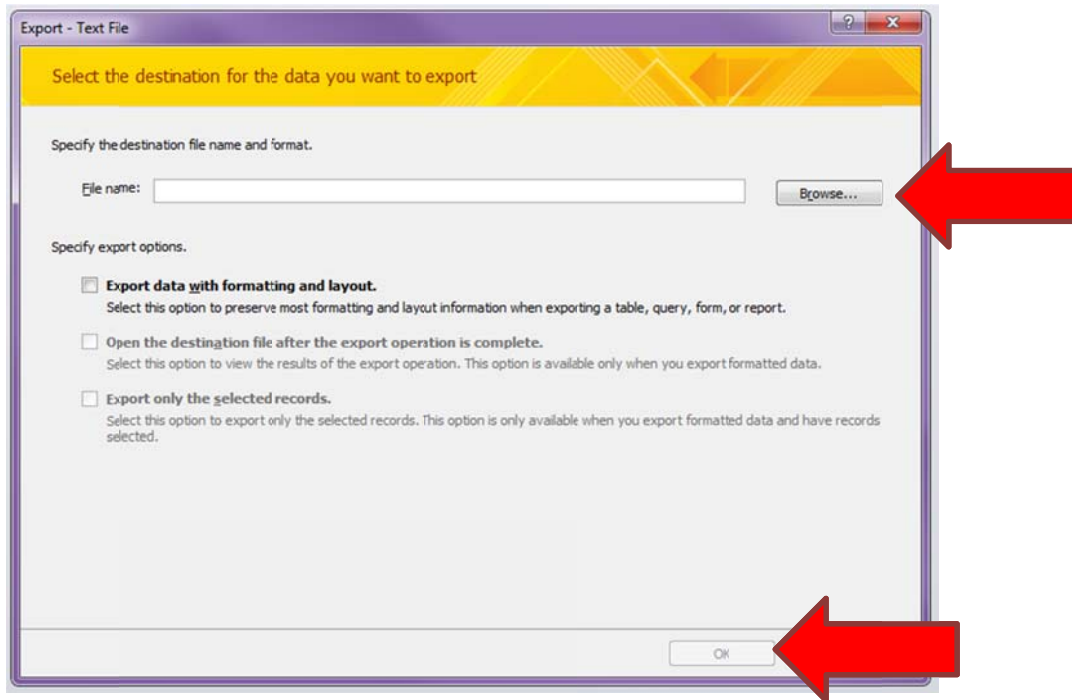 Export - Text File
Select the destination for the data you want to export
Specify the destination file name and format.
File name:
Browse...
Specify export options.
Export data with formatting and layout.
Select this option to preserve most formatting and layout information when exporting a table, query, form, or report.
Open the destination file after the export operation is complete.
Select this option to view the results of the export operation. This option is available only when you export formatted data.
Export only the selected records.
Select this option to export only the selected records. This option is only available when you export formatted data and have records
selected.
OK